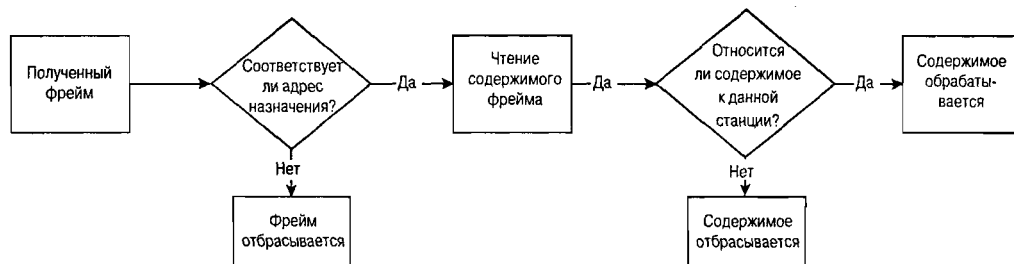 Полученный
фрейм
Соответствует
ли адрес
назначения?
Да
Чтение
содержимого
фрейма
Да
Относится
ли содержимое
к данной
станции?
Да
Содержимое
обрабаты-
вается
Нет
Фрейм
отбрасывается
Нет
Содержимое
отбрасывается